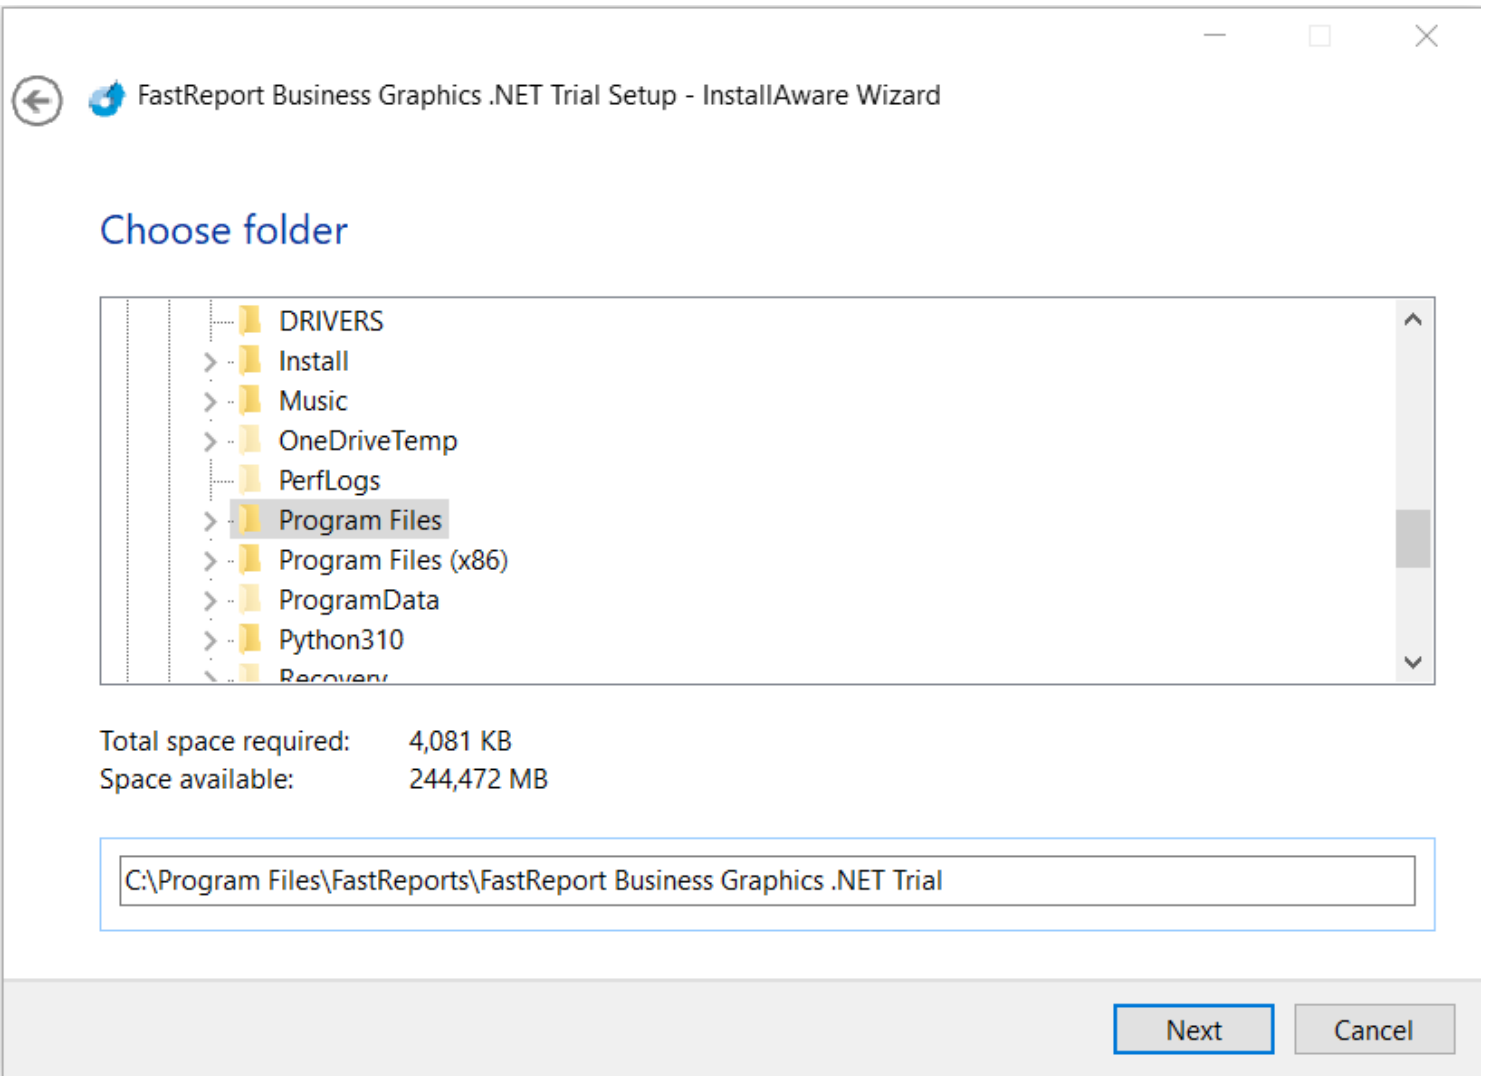 FastReport Business Graphics .NET Trial Setup - InstallAware Wizard
Choose folder
DRIVERS
Install
Music
OneDriveTemp
PerfLogs
Program Files
Program Files (x86)
ProgramData
Python310
Recovery
Total space required: 4,081 KB
Space available: 244,472 MB
C:\Program Files\FastReports\FastReport Business Graphics .NET Trial
Next Cancel